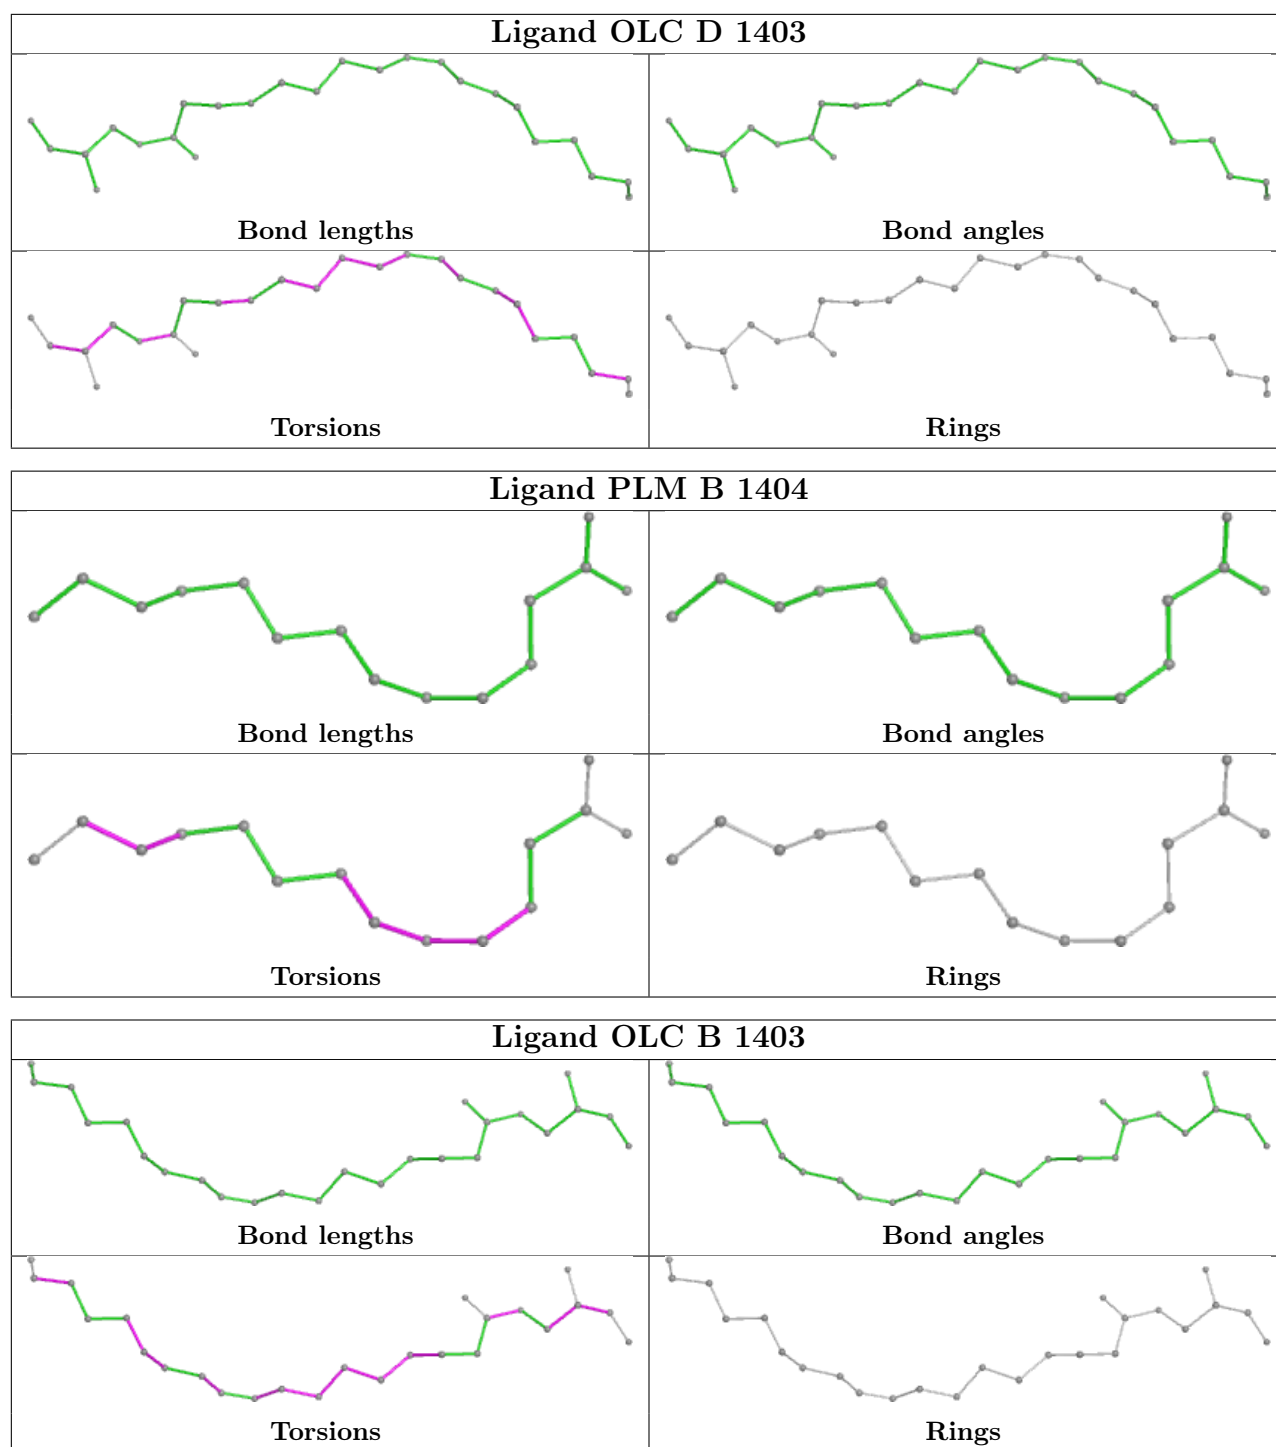 Ligand OLC D 1403
Bond lengths
Bond angles
Torsions
Rings
Ligand PLM B 1404
Bond lengths
Bond angles
Torsions
Rings
Ligand OLC B 1403
Bond lengths
Bond angles
Torsions
Rings